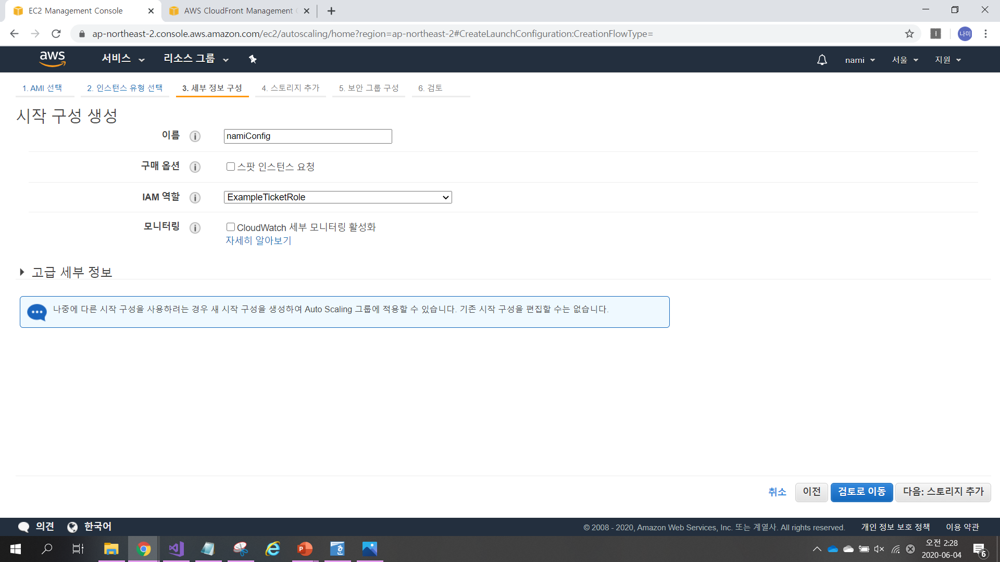 EC2 Management Console
AWS CloudFront Management
ap-northeast-2.console.aws.amazon.com/ec2/autoscaling/home?region=ap-northeast-2#CreateLaunchConfiguration:CreationFlowType=
나미
aws 서비스 리소스 그룹 nami 서울 지원
1. AMI 선택 2. 인스턴스 유형 선택 3. 세부 정보 구성 4. 스토리지 추가 5. 보안 그룹 구성 6. 검토
시작 구성 생성
이름 namiConfig
구매 옵션 스팟 인스턴스 요청
IAM 역할 ExampleTicketRole
모니터링 CloudWatch 세부 모니터링 활성화
자세히 알아보기
고급 세부 정보
나중에 다른 시작 구성을 사용하려는 경우 새 시작 구성을 생성하여 Auto Scaling 그룹에 적용할 수 있습니다. 기존 시작 구성을 편집할 수는 없습니다.
취소 이전 검토로 이동 다음: 스토리지 추가
의견 한국어 © 2008 - 2020, Amazon Web Services, Inc. 또는 계열사. All rights reserved. 개인 정보 보호 정책 이용 약관
오전 2:28
2020-06-04
6